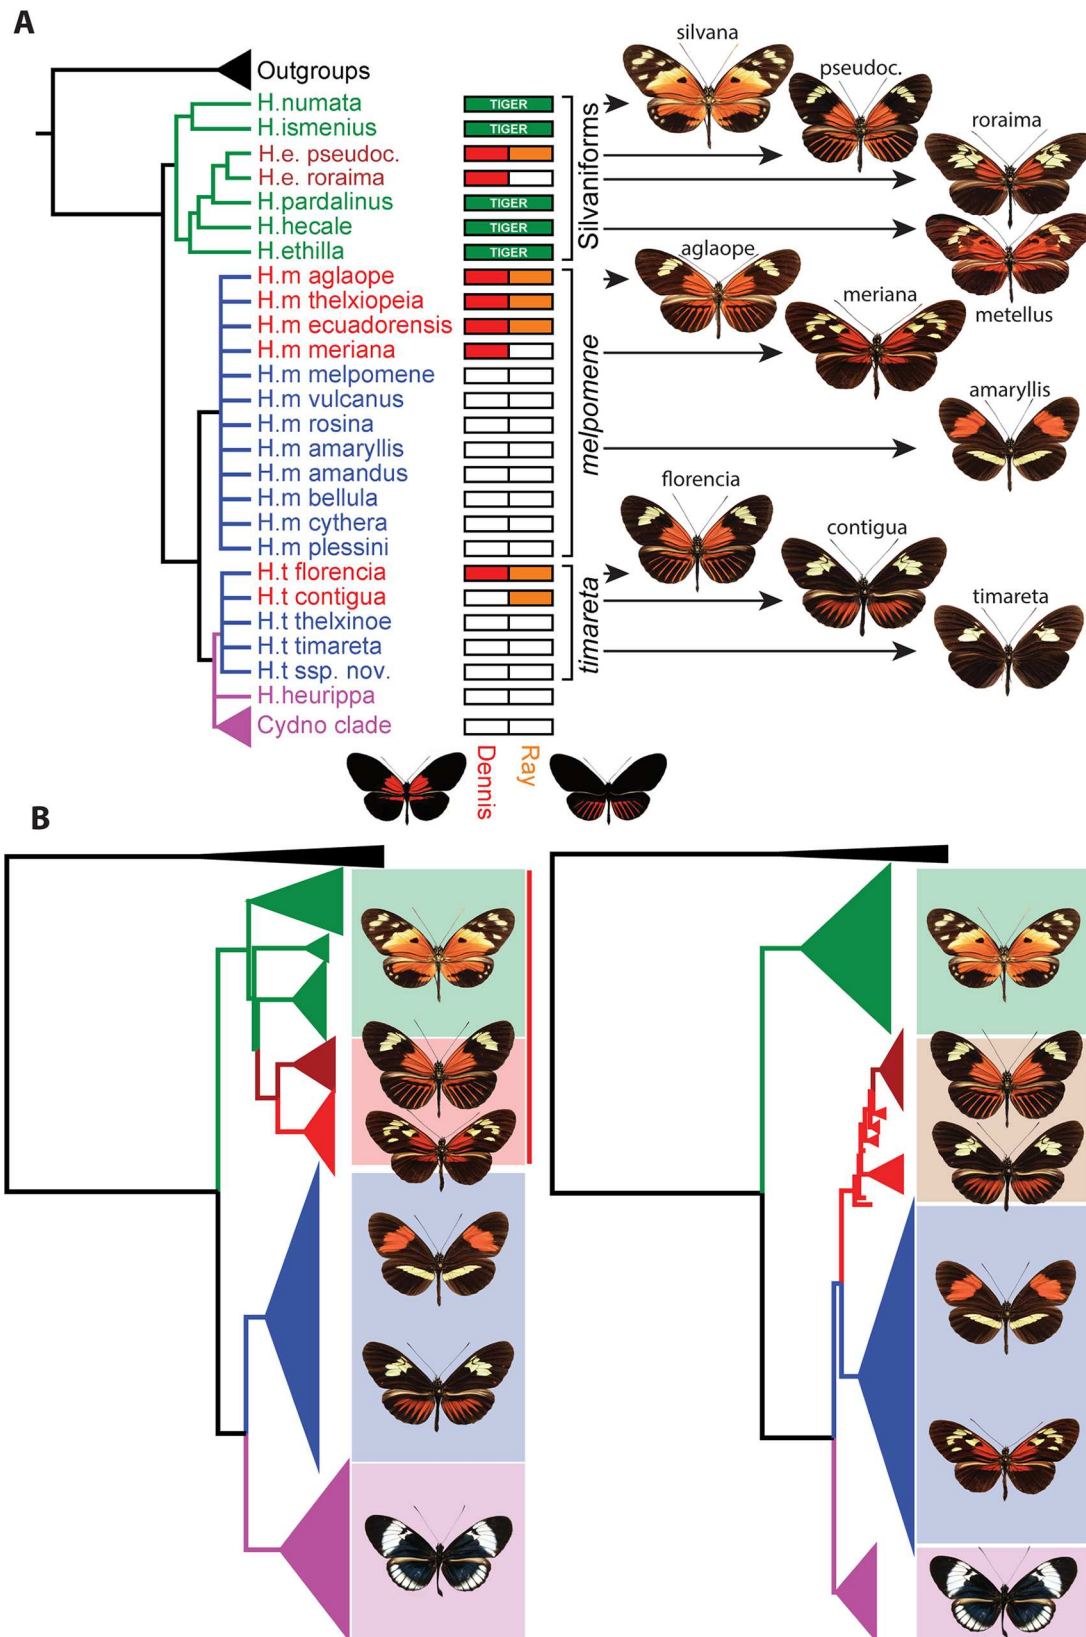 A
silvana
Outgroups
pseudoc.
H.numata
TIGER
H.ismenius
TIGER
roraima
H.e. pseudoc.
H.e. roraima
H.pardalinus
TIGER
H.hecale
TIGER
H.ethilla
TIGER
Silvaniforms
aglaope
H.m aglaope
H.m thelxiopeia
meriana
H.m ecuadorensis
metellus
H.m meriana
H.m melpomene
H.m vulcanus
amaryllis
H.m rosina
H.m amaryllis
H.m amandus
H.m bellula
H.m cythera
H.m plessini
melpomene
florencia
contigua
H.t florencia
H.t contigua
timareta
H.t thelxinoe
H.t timareta
H.t ssp. nov.
timareta
H.heurippa
Cydno clade
Dennis
Ray
B